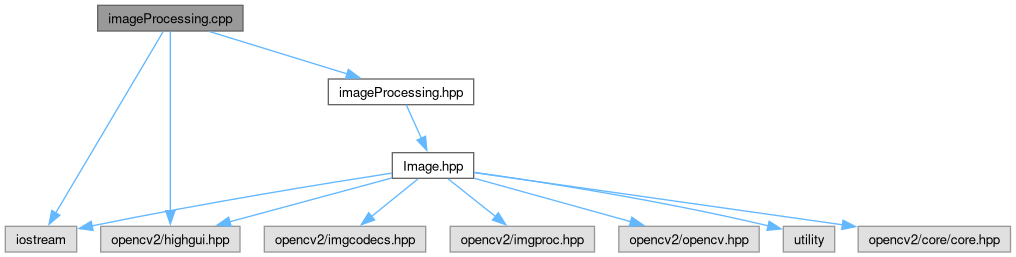 imageProcessing.cpp
imageProcessing.hpp
Image.hpp
iostream
opencv2/highgui.hpp
opencv2/imgcodecs.hpp
opencv2/imgproc.hpp
opencv2/opencv.hpp
utility
opencv2/core/core.hpp